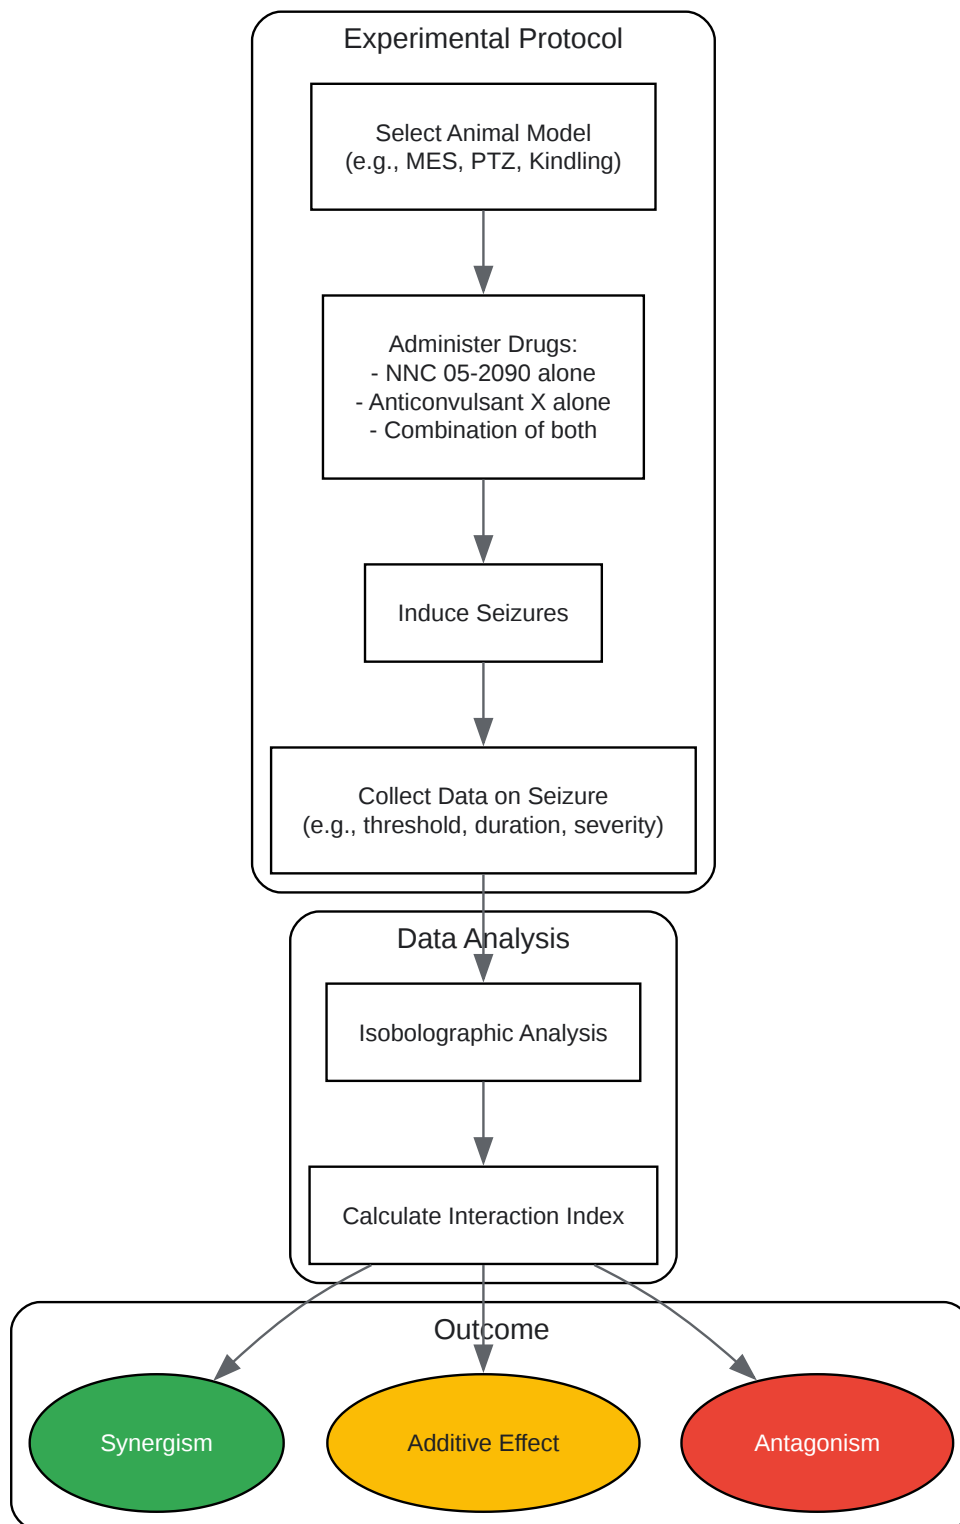 Experimental Protocol
Select Animal Model
(e.g., MES, PTZ, Kindling)
Administer Drugs:
- NNC 05-2090 alone
- Anticonvulsant X alone
- Combination of both
Induce Seizures
Collect Data on Seizure
(e.g., threshold, duration, severity)
Data Analysis
Isobolographic Analysis
Calculate Interaction Index
Outcome
Synergism
Additive Effect
Antagonism